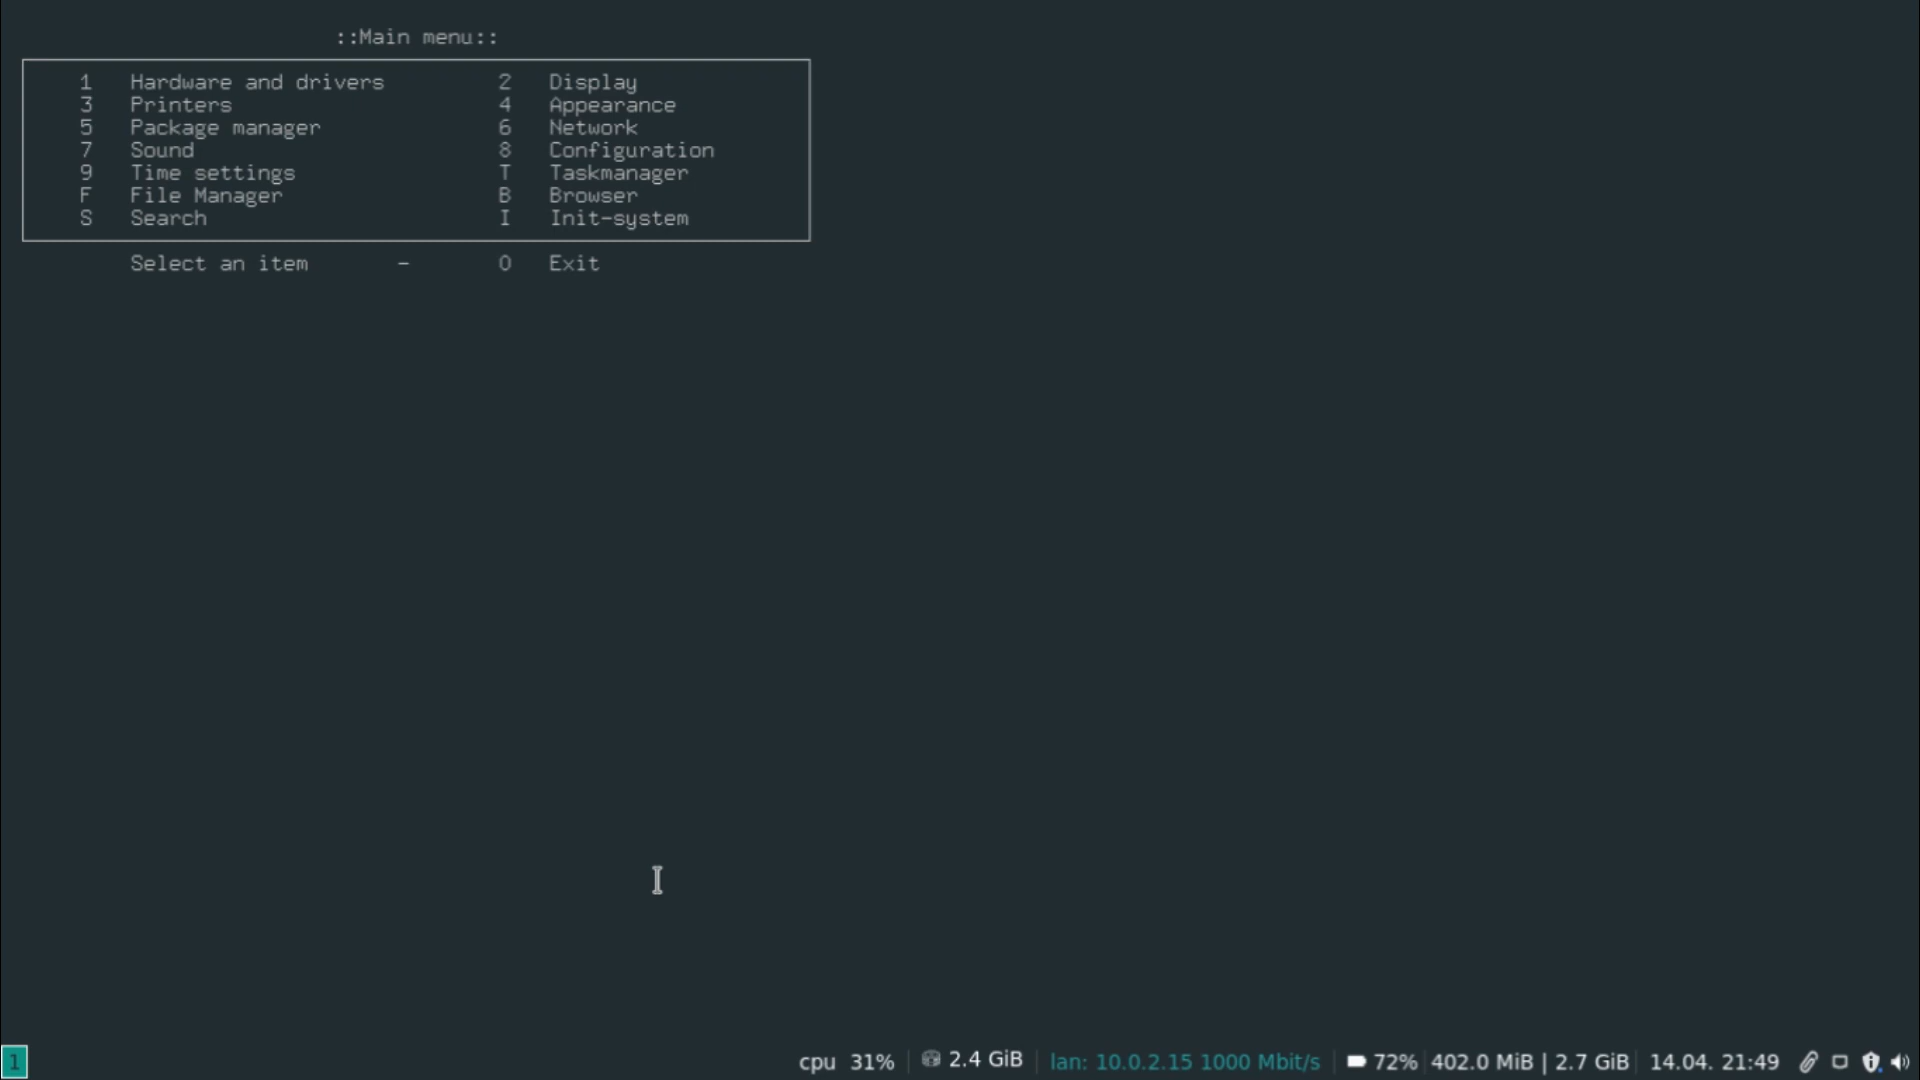 ::Main menu::
1 Hardware and drivers 2 Display
3 Printers 4 Appearance
5 Package manager 6 Network
7 Sound 8 Configuration
9 Time settings T Taskmanager
F File Manager B Browser
S Search I Init-system
Select an item - 0 Exit
1 cpu 31% 2.4 GiB lan: 10.0.2.15 1000 Mbit/s 72% 402.0 MiB | 2.7 GiB 14.04. 21:49